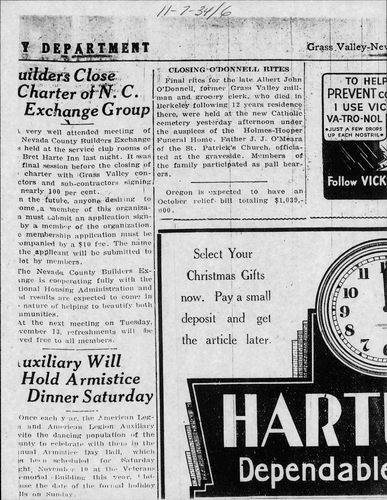 11-7-34/6
Y DEPARTMENT
Grass Valley-Nev
uilders Close
Charter of N. C.
Exchange Group
A very well attended meeting of
Nevada County Builders Exchange
s held at the service club rooms of
Bret Harte Inn last night. It was
final session before the closing of
charter with Grass Valley con-
ctors and sub-contractors signing
nearly 100 per cent.
n the future, anyone desiring to
ome a member of this organiza-
n must submit an application sign-
by a member of the organization.
e membership application must be
ompanied by a $10 fee. The name
the applicant will be submitted to
lot by members.
The Nevada County Builders Ex-
ange is cooperating fully with the
tional Housing Administration and
od results are expected to come in
nature of helping to beautify both
mmunities.
At the next meeting on Tuesday,
vember 13, refreshments will be
ved free to all members.
uxiliary Will
Hold Armistice
Dinner Saturday
Once each year, the American Leg-
n and American Legion Auxiliary
vite the dancing population of the
unty to celebrate with them in the
nual Armistice Day Ball, which
s been scheduled for Saturday
ght, November 10 at the Veterans
emorial Building this year.
use the date of the formal holiday
lls on Sunday.
CLOSING O'DONNELL RITES
Final rites for the late Albert John
O'Donnell, former Grass Valley mill-
man and grocery clerk, who died in
Berkeley following 12 years residence
there, were held at the new Catholic
cemetery yesterday afternoon under
the auspices of the Holmes-Hooper
Funeral Home. Father J. J. O'Meara
of the St. Patrick's Church, offici-
ated at the graveside. Members of
the family participated as pall bear-
ers.
Oregon is expected to have an
October relief bill totaling $1,039,-
000.
TO HELP
PREVENT co
I USE VIC
VA-TRO-NOL
JUST A FEW DROPS
UP EACH NOSTRIL
Follow VICK
Select Your
Christmas Gifts
now. Pay a small
deposit and get
the article later.
11 12
10
9
8
7
HART
Dependabl